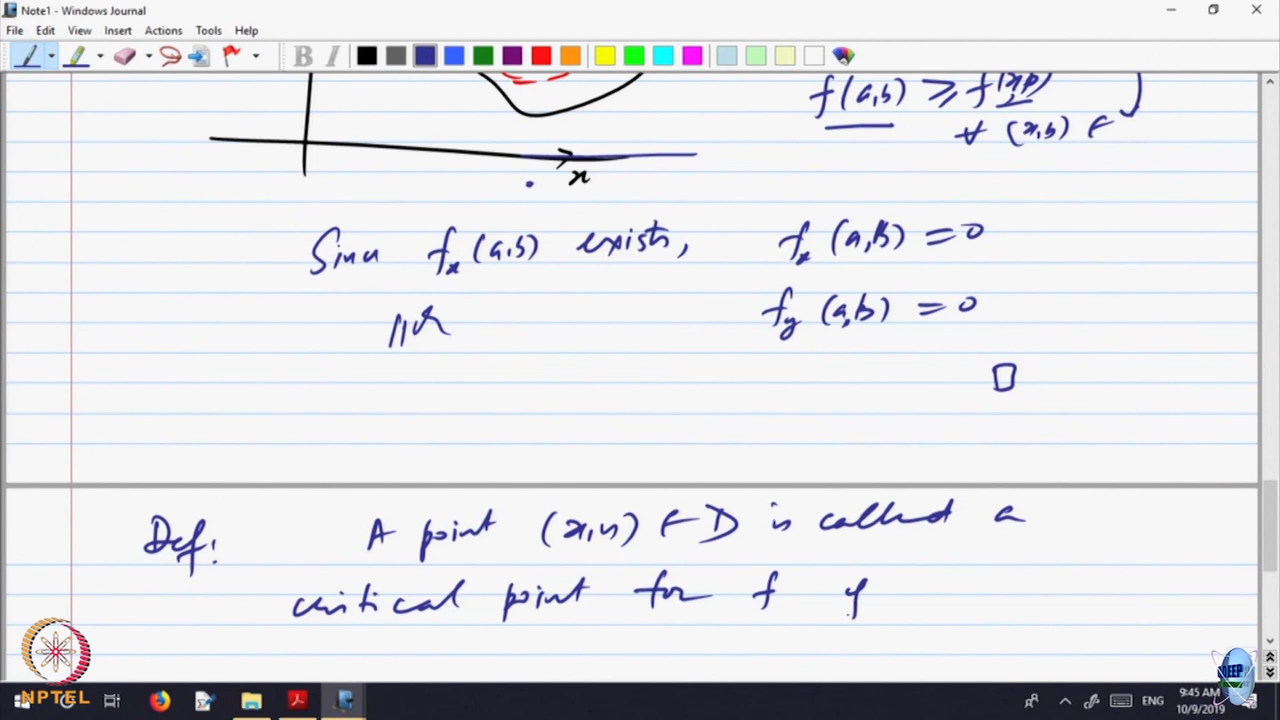 Note1 - Windows Journal
File Edit View Insert Actions Tools Help
B I
f(a,b) ≥ f(x,b)
∀ (x,b) ∈
x
Since fx(a,b) exists, fx(a,b) = 0
fy(a,b) = 0
Def: A point (x,y) ∈ D is called a
critical point for f if
NPTEL
ENG
9:45 AM
10/9/2019